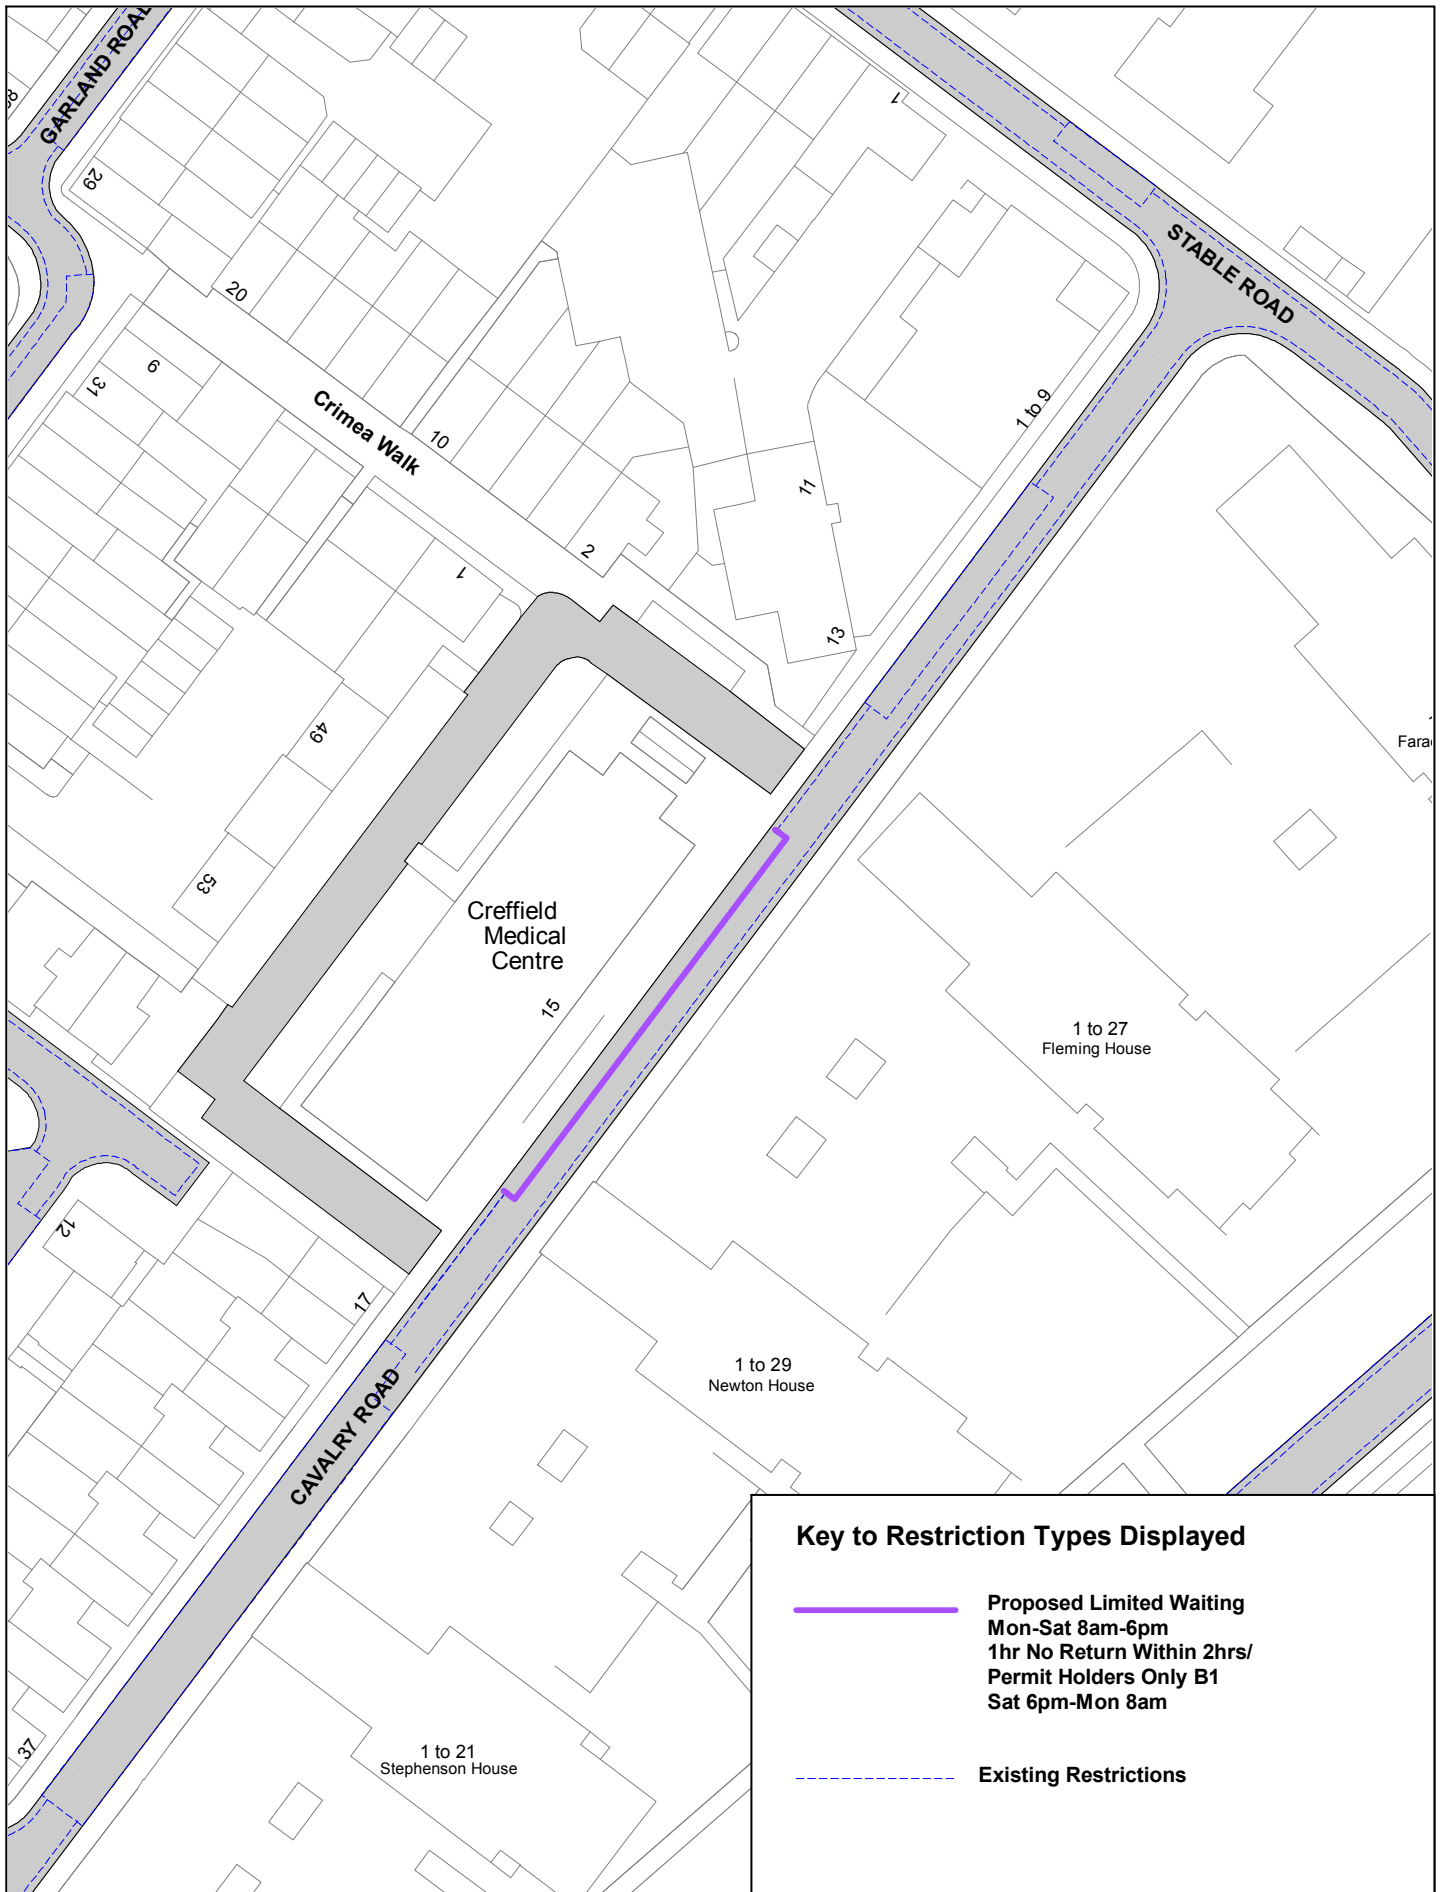 GARLAND ROAD
29
1
STABLE ROAD
20
9
31
Crimea Walk
10
1 to 9
11
2
1
13
49
53
Creffield
Medical
Centre
15
1 to 27
Fleming House
12
17
1 to 29
Newton House
CAVALRY ROAD
37
1 to 21
Stephenson House
Key to Restriction Types Displayed
Proposed Limited Waiting
Mon-Sat 8am-6pm
1hr No Return Within 2hrs/
Permit Holders Only B1
Sat 6pm-Mon 8am
Existing Restrictions